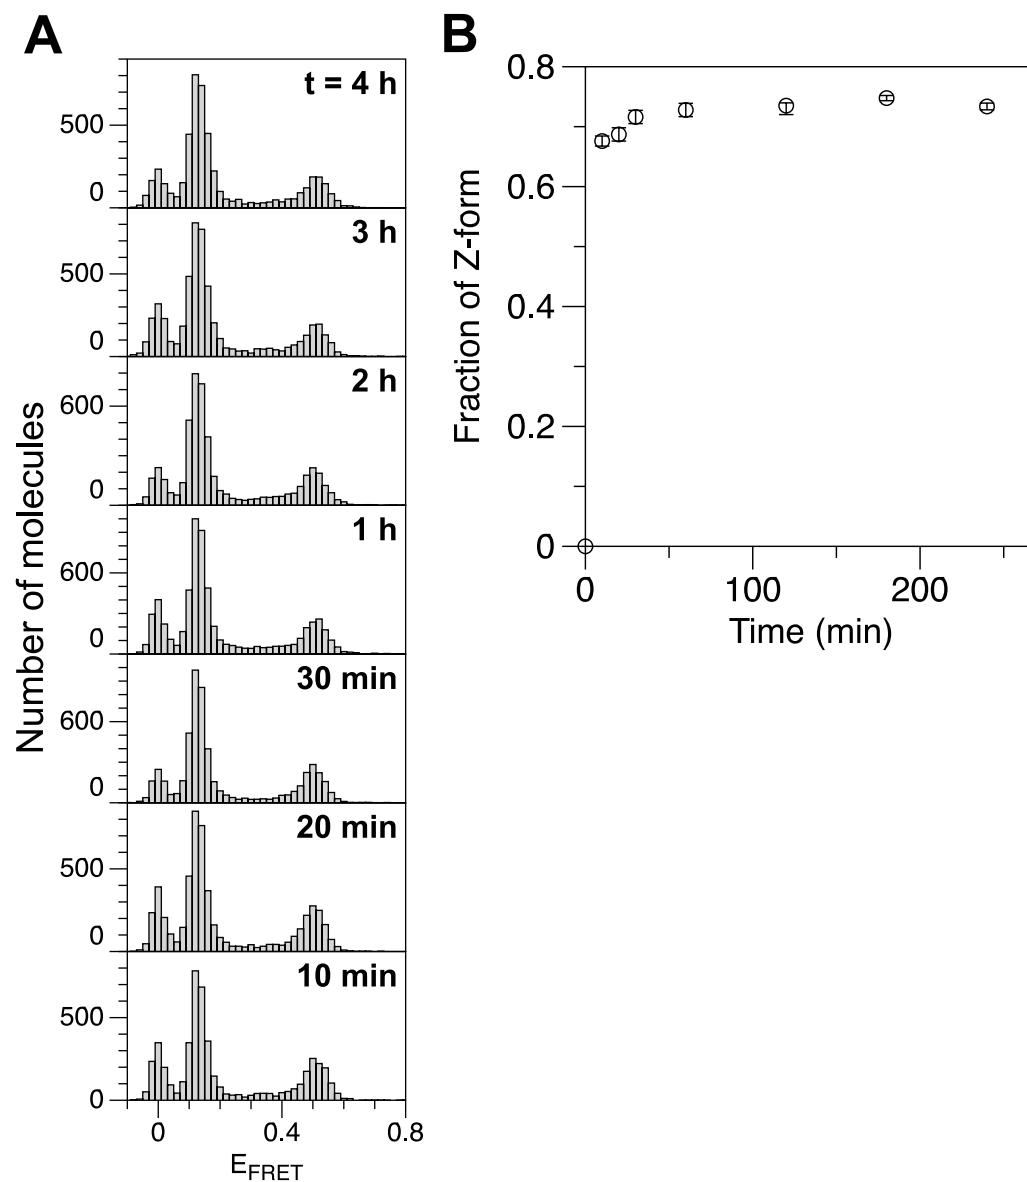 A
t = 4 h
500
0
3 h
500
0
2 h
600
0
1 h
600
0
30 min
600
0
20 min
500
0
10 min
500
0
0 0.4 0.8
E_FRET
Number of molecules
B
0.8
0.6
0.4
0.2
0
0 100 200
Time (min)
Fraction of Z-form